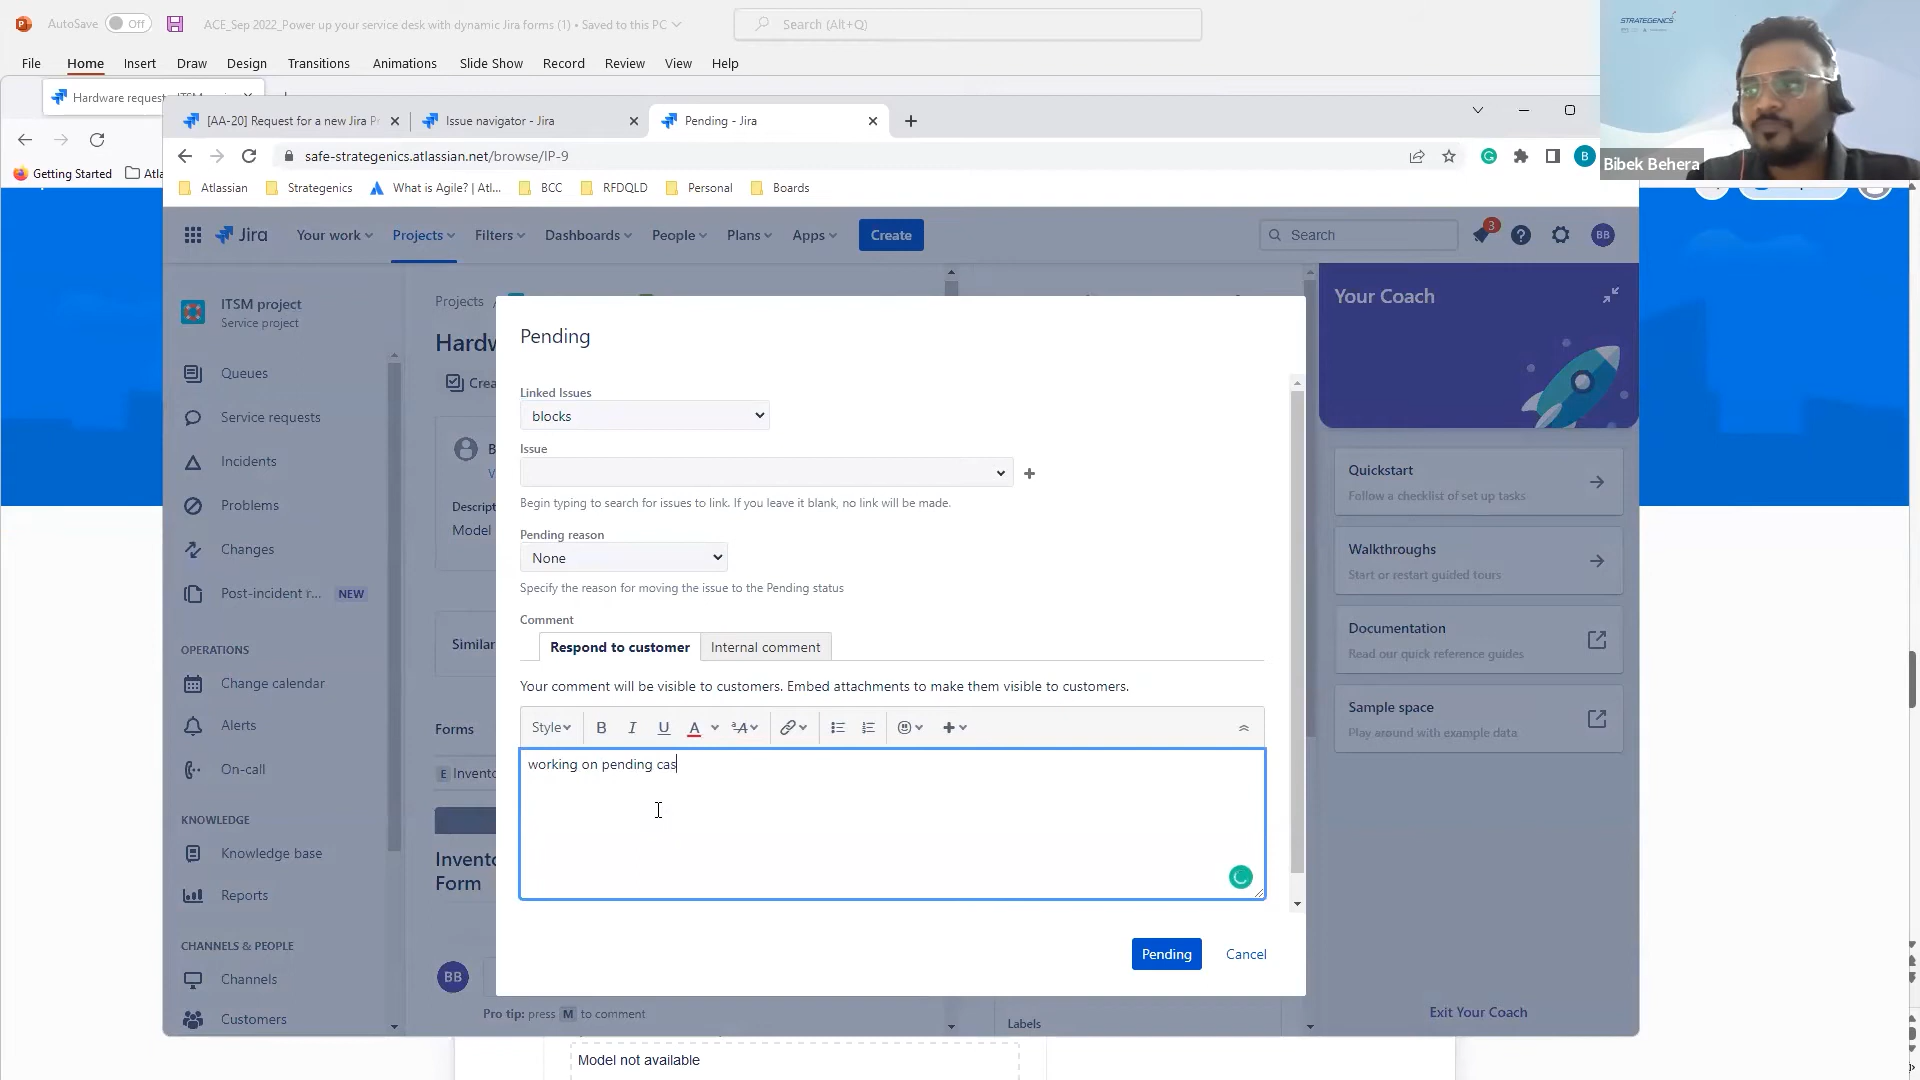 AutoSave Off ACE_Sep 2022_Power up your service desk with dynamic Jira forms (1) • Saved to this PC Search (Alt+Q)
STRATEGENICS
File Home Insert Draw Design Transitions Animations Slide Show Record Review View Help
Hardware request
[AA-20] Request for a new Jira Pr Issue navigator - Jira Pending - Jira
safe-strategenics.atlassian.net/browse/IP-9 B
Bibek Behera
Getting Started Atla
Atlassian Strategenics What is Agile? | Atl... BCC RFDQLD Personal Boards
Jira Your work Projects Filters Dashboards People Plans Apps Create Search 3 BB
ITSM project
Service project
Projects
Your Coach
Hardw
Pending
Queues
Crea
Linked Issues
blocks
Service requests
Issue
Incidents
Quickstart
Follow a checklist of set up tasks
Begin typing to search for issues to link. If you leave it blank, no link will be made.
Problems
Descript
Model
Pending reason
None
Changes
Walkthroughs
Start or restart guided tours
Specify the reason for moving the issue to the Pending status
Post-incident r... NEW
Comment
Respond to customer Internal comment
Similar
Documentation
Read our quick reference guides
OPERATIONS
Change calendar
Your comment will be visible to customers. Embed attachments to make them visible to customers.
Sample space
Play around with example data
Alerts
Forms
Style B I U A
On-call
E Invento
working on pending cas
KNOWLEDGE
Knowledge base
Invento
Form
Reports
CHANNELS & PEOPLE
Pending Cancel
Channels
BB
Customers
Pro tip: press M to comment
Labels
Exit Your Coach
Model not available